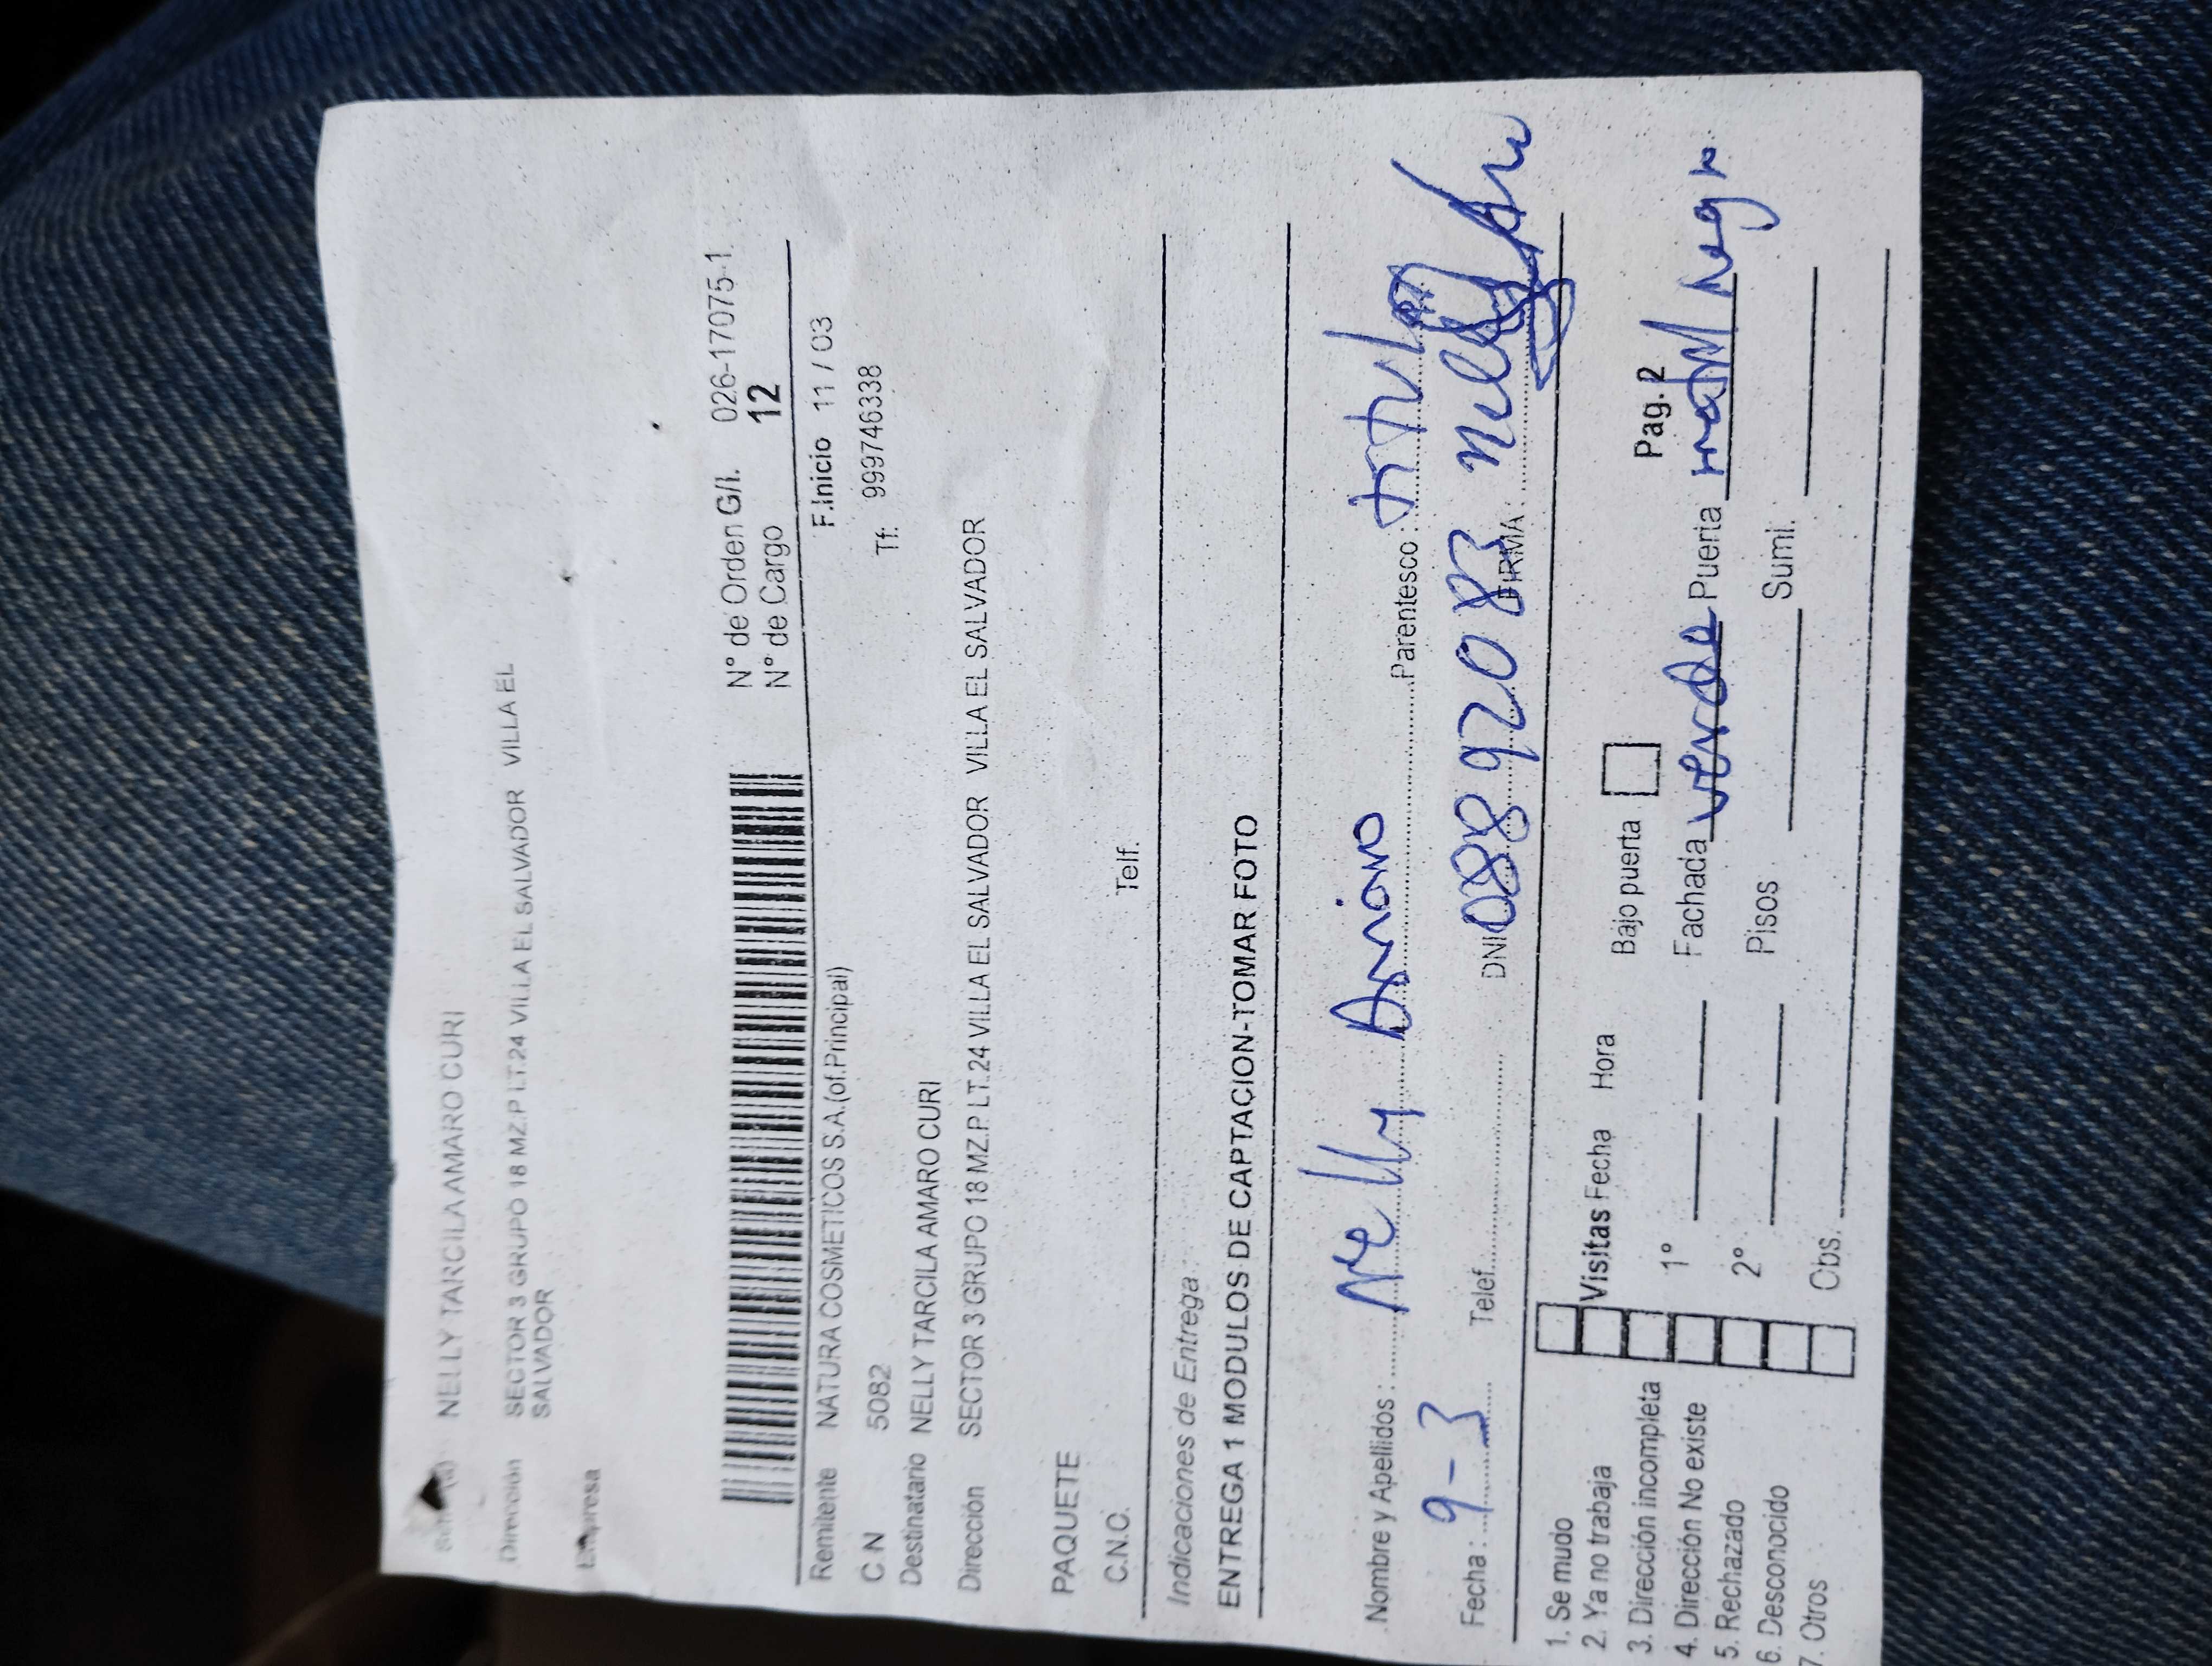 Señor(a) NELLY TARCILA AMARO CURI
Dirección SECTOR 3 GRUPO 18 MZ.P LT.24 VILLA EL SALVADOR VILLA EL
SALVADOR
Empresa
N° de Orden G/I. 026-17075-1
N° de Cargo 12
Remitente NATURA COSMETICOS S.A.(of.Principal) F.Inicio 11 / 03
C.N 5082 Tf: 999746338
Destinatario NELLY TARCILA AMARO CURI
Dirección SECTOR 3 GRUPO 18 MZ.P LT.24 VILLA EL SALVADOR VILLA EL SALVADOR
PAQUETE
C.N.C. Telf.
Indicaciones de Entrega :
ENTREGA 1 MODULOS DE CAPTACION-TOMAR FOTO
Nombre y Apellidos : Nelly Parentesco : titular
Fecha : 9-3 Telef. DNI 08892083 FIRMA
1. Se mudo
2. Ya no trabaja
3. Dirección incompleta
4. Dirección No existe
5. Rechazado
6. Desconocido
7. Otros
Visitas Fecha Hora Bajo puerta Pag. 2
1° Fachada verde Puerta
2° Pisos Sumi.
Obs.